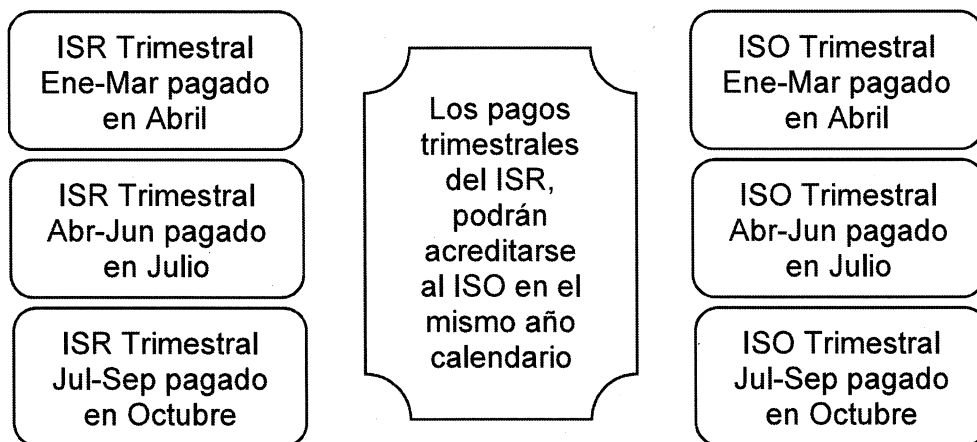 ISR Trimestral
Ene-Mar pagado
en Abril
ISR Trimestral
Abr-Jun pagado
en Julio
ISR Trimestral
Jul-Sep pagado
en Octubre
Los pagos
trimestrales
del ISR,
podrán
acreditarse
al ISO en el
mismo año
calendario
ISO Trimestral
Ene-Mar pagado
en Abril
ISO Trimestral
Abr-Jun pagado
en Julio
ISO Trimestral
Jul-Sep pagado
en Octubre